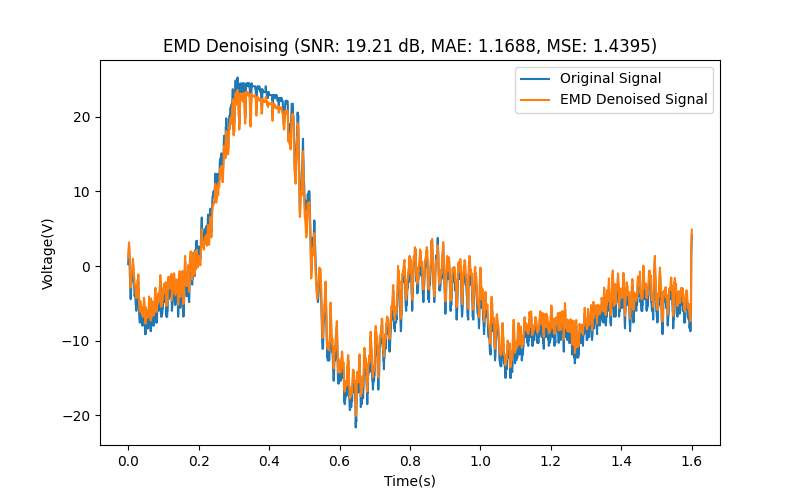 EMD Denoising (SNR: 19.21 dB, MAE: 1.1688, MSE: 1.4395)
Original Signal
EMD Denoised Signal
Voltage(V)
20
10
0
−10
−20
0.0 0.2 0.4 0.6 0.8 1.0 1.2 1.4 1.6
Time(s)